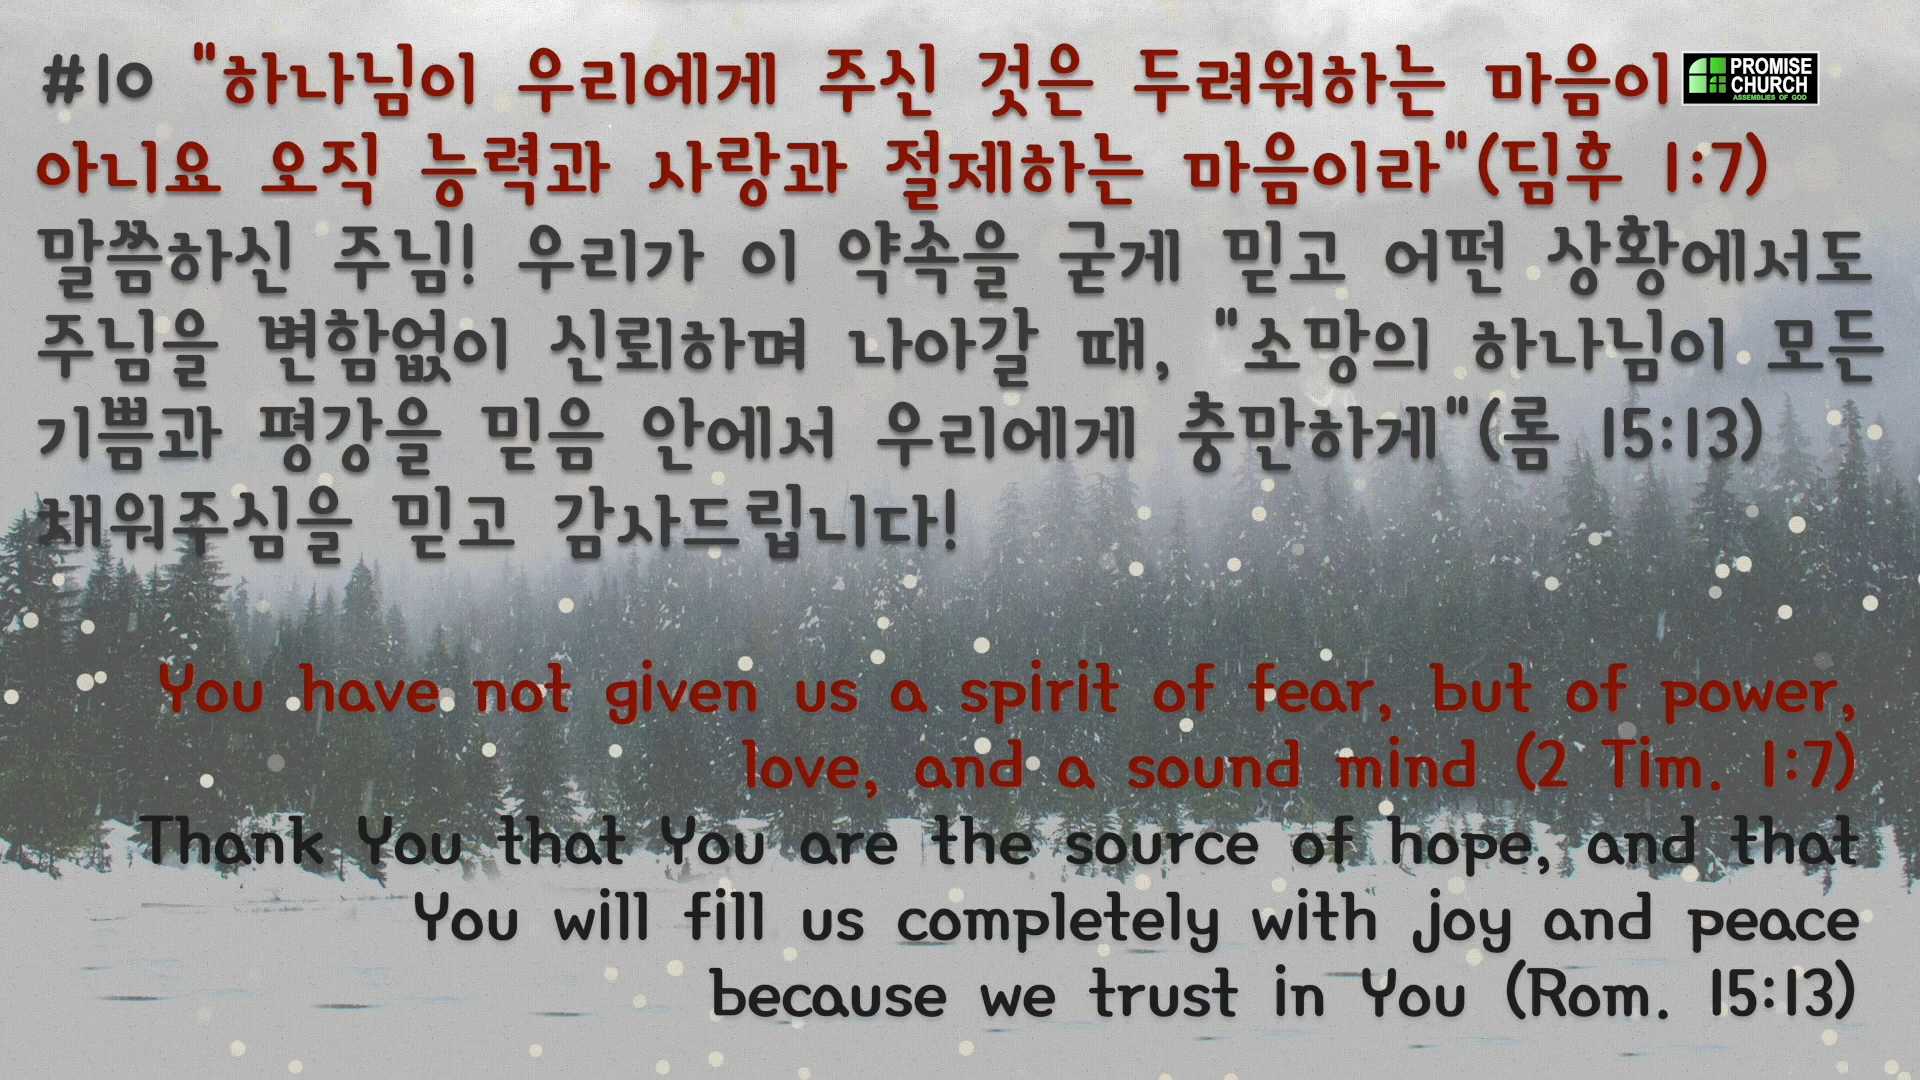 #10 "하나님이 우리에게 주신 것은 두려워하는 마음이
PROMISE
CHURCH
ASSEMBLIES OF GOD
아니요 오직 능력과 사랑과 절제하는 마음이라"(딤후 1:7)
말씀하신 주님! 우리가 이 약속을 굳게 믿고 어떤 상황에서도
주님을 변함없이 신뢰하며 나아갈 때, "소망의 하나님이 모든
기쁨과 평강을 믿음 안에서 우리에게 충만하게"(롬 15:13)
채워주심을 믿고 감사드립니다!
You have not given us a spirit of fear, but of power,
love, and a sound mind (2 Tim. 1:7)
Thank You that You are the source of hope, and that
You will fill us completely with joy and peace
because we trust in You (Rom. 15:13)